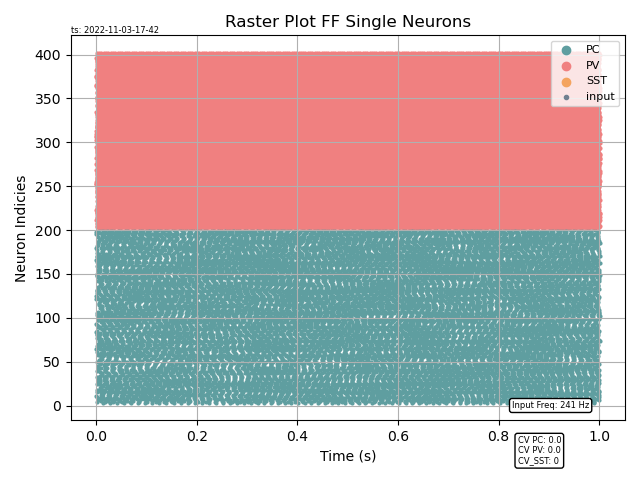 ts: 2022-11-03-17-42
Raster Plot FF Single Neurons
PC
PV
SST
input
Neuron Indicies
400
350
300
250
200
150
100
50
0
Input Freq: 241 Hz
0.0 0.2 0.4 0.6 0.8 1.0
Time (s)
CV PC: 0.0
CV PV: 0.0
CV_SST: 0